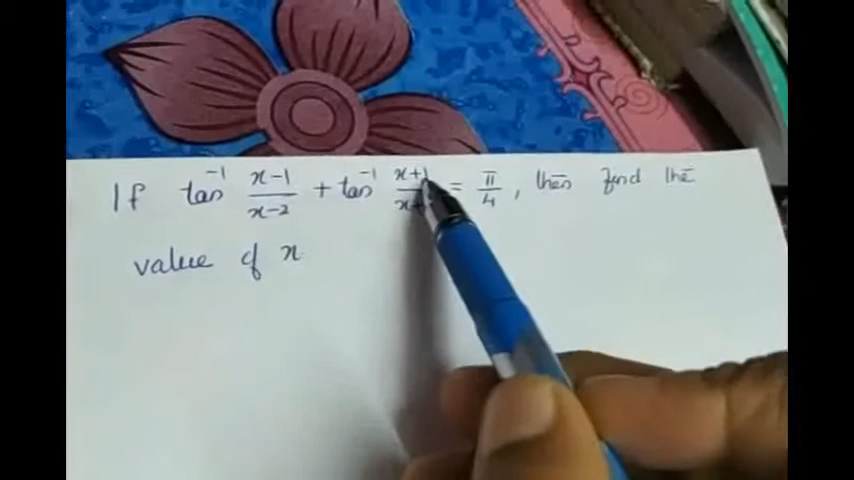 If tan⁻¹ (x-1)/(x-2) + tan⁻¹ (x+1)/(x+ = π/4, then find the
value of x